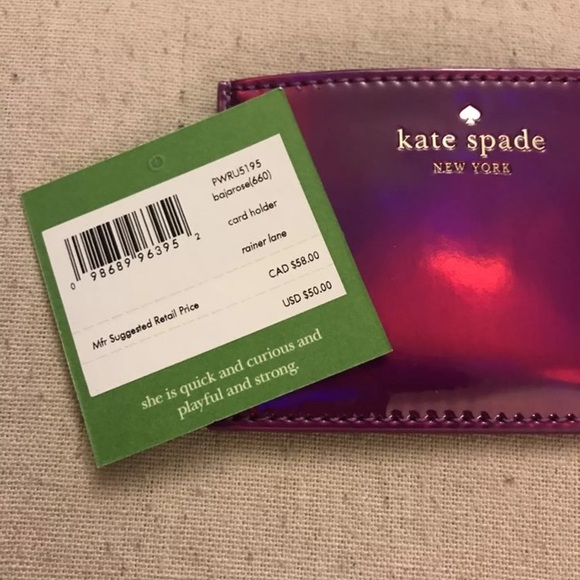 PWRU5195
bajarose(660)
card holder
rainer lane
0 98689 96395 2
CAD $58.00
Mfr Suggested Retail Price
USD $50.00
she is quick and curious and
playful and strong.
kate spade
NEW YORK